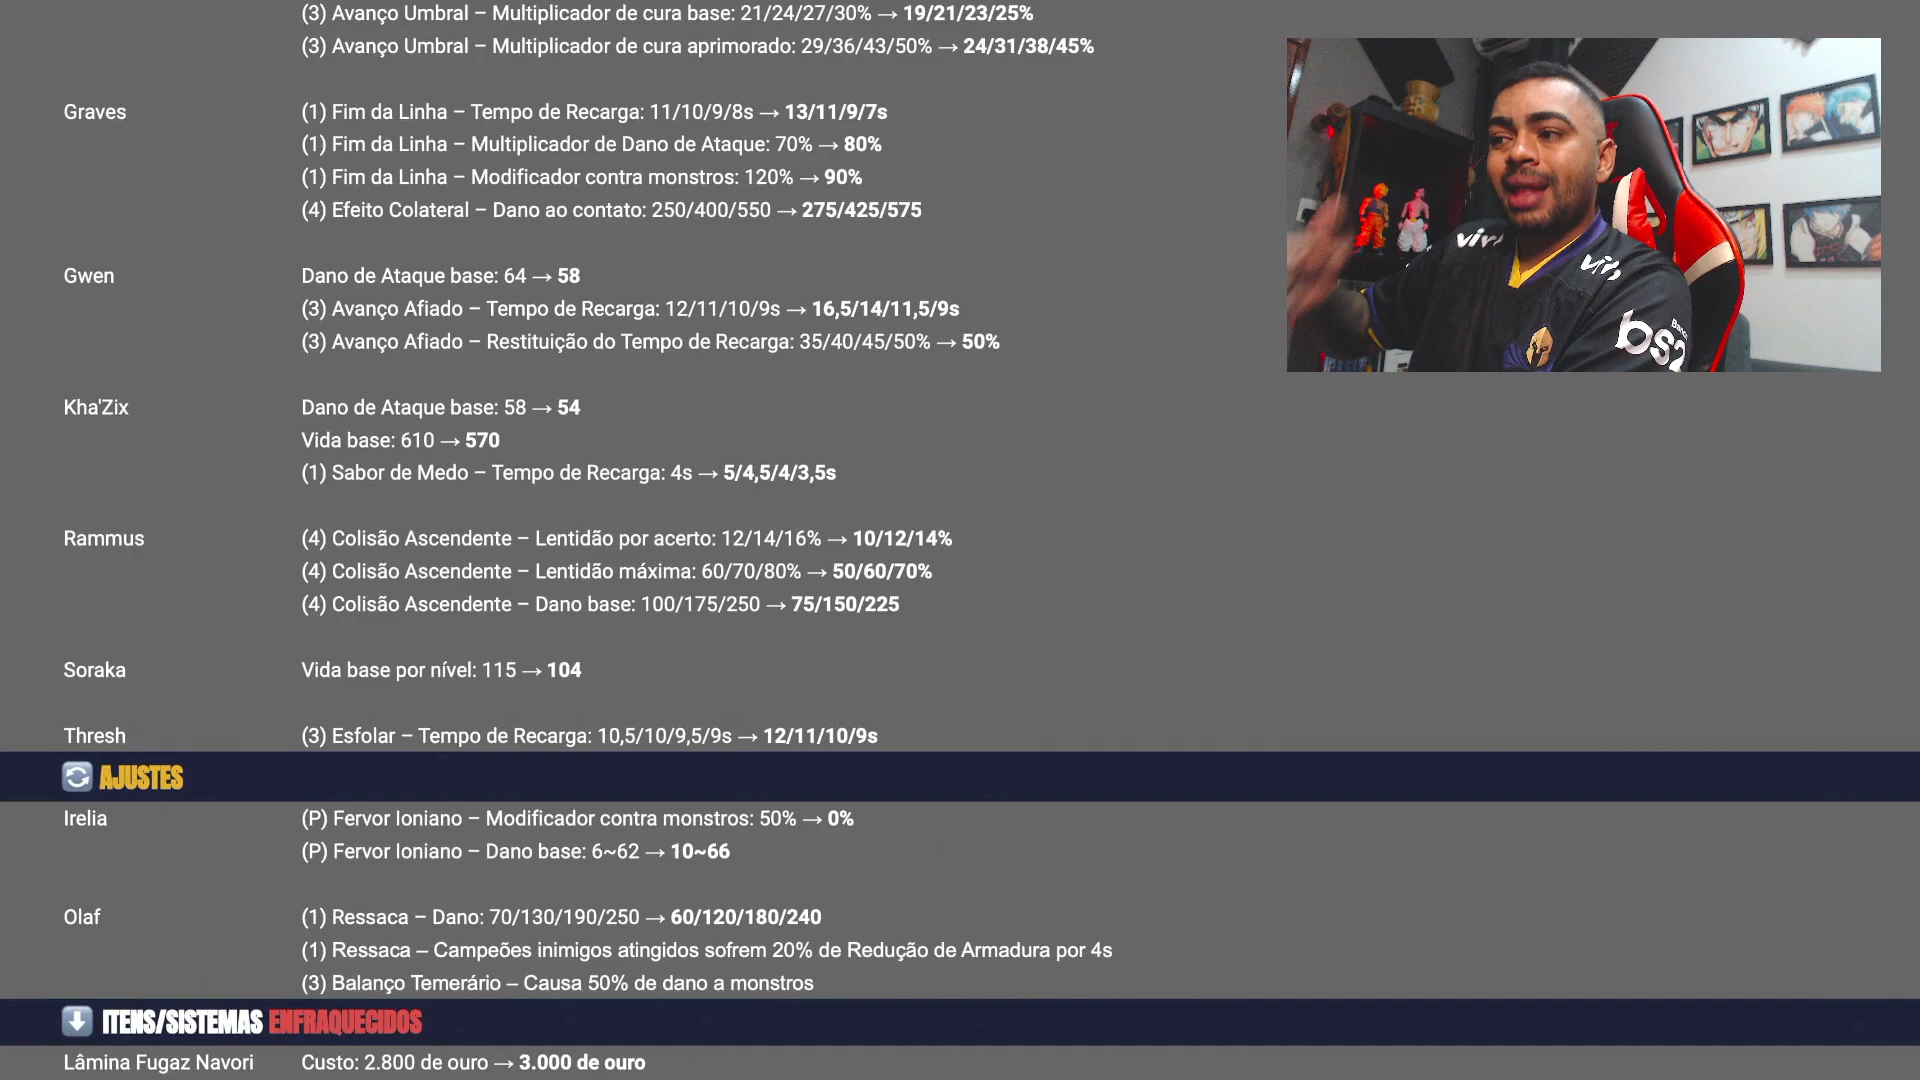 (3) Avanço Umbral – Multiplicador de cura base: 21/24/27/30% → 19/21/23/25%
(3) Avanço Umbral – Multiplicador de cura aprimorado: 29/36/43/50% → 24/31/38/45%
Graves (1) Fim da Linha – Tempo de Recarga: 11/10/9/8s → 13/11/9/7s
(1) Fim da Linha – Multiplicador de Dano de Ataque: 70% → 80%
(1) Fim da Linha – Modificador contra monstros: 120% → 90%
(4) Efeito Colateral – Dano ao contato: 250/400/550 → 275/425/575
Gwen Dano de Ataque base: 64 → 58
(3) Avanço Afiado – Tempo de Recarga: 12/11/10/9s → 16,5/14/11,5/9s
(3) Avanço Afiado – Restituição do Tempo de Recarga: 35/40/45/50% → 50%
Kha'Zix Dano de Ataque base: 58 → 54
Vida base: 610 → 570
(1) Sabor de Medo – Tempo de Recarga: 4s → 5/4,5/4/3,5s
Rammus (4) Colisão Ascendente – Lentidão por acerto: 12/14/16% → 10/12/14%
(4) Colisão Ascendente – Lentidão máxima: 60/70/80% → 50/60/70%
(4) Colisão Ascendente – Dano base: 100/175/250 → 75/150/225
Soraka Vida base por nível: 115 → 104
Thresh (3) Esfolar – Tempo de Recarga: 10,5/10/9,5/9s → 12/11/10/9s
AJUSTES
Irelia (P) Fervor Ioniano – Modificador contra monstros: 50% → 0%
(P) Fervor Ioniano – Dano base: 6~62 → 10~66
Olaf (1) Ressaca – Dano: 70/130/190/250 → 60/120/180/240
(1) Ressaca – Campeões inimigos atingidos sofrem 20% de Redução de Armadura por 4s
(3) Balanço Temerário – Causa 50% de dano a monstros
ITENS/SISTEMAS ENFRAQUECIDOS
Lâmina Fugaz Navori Custo: 2.800 de ouro → 3.000 de ouro